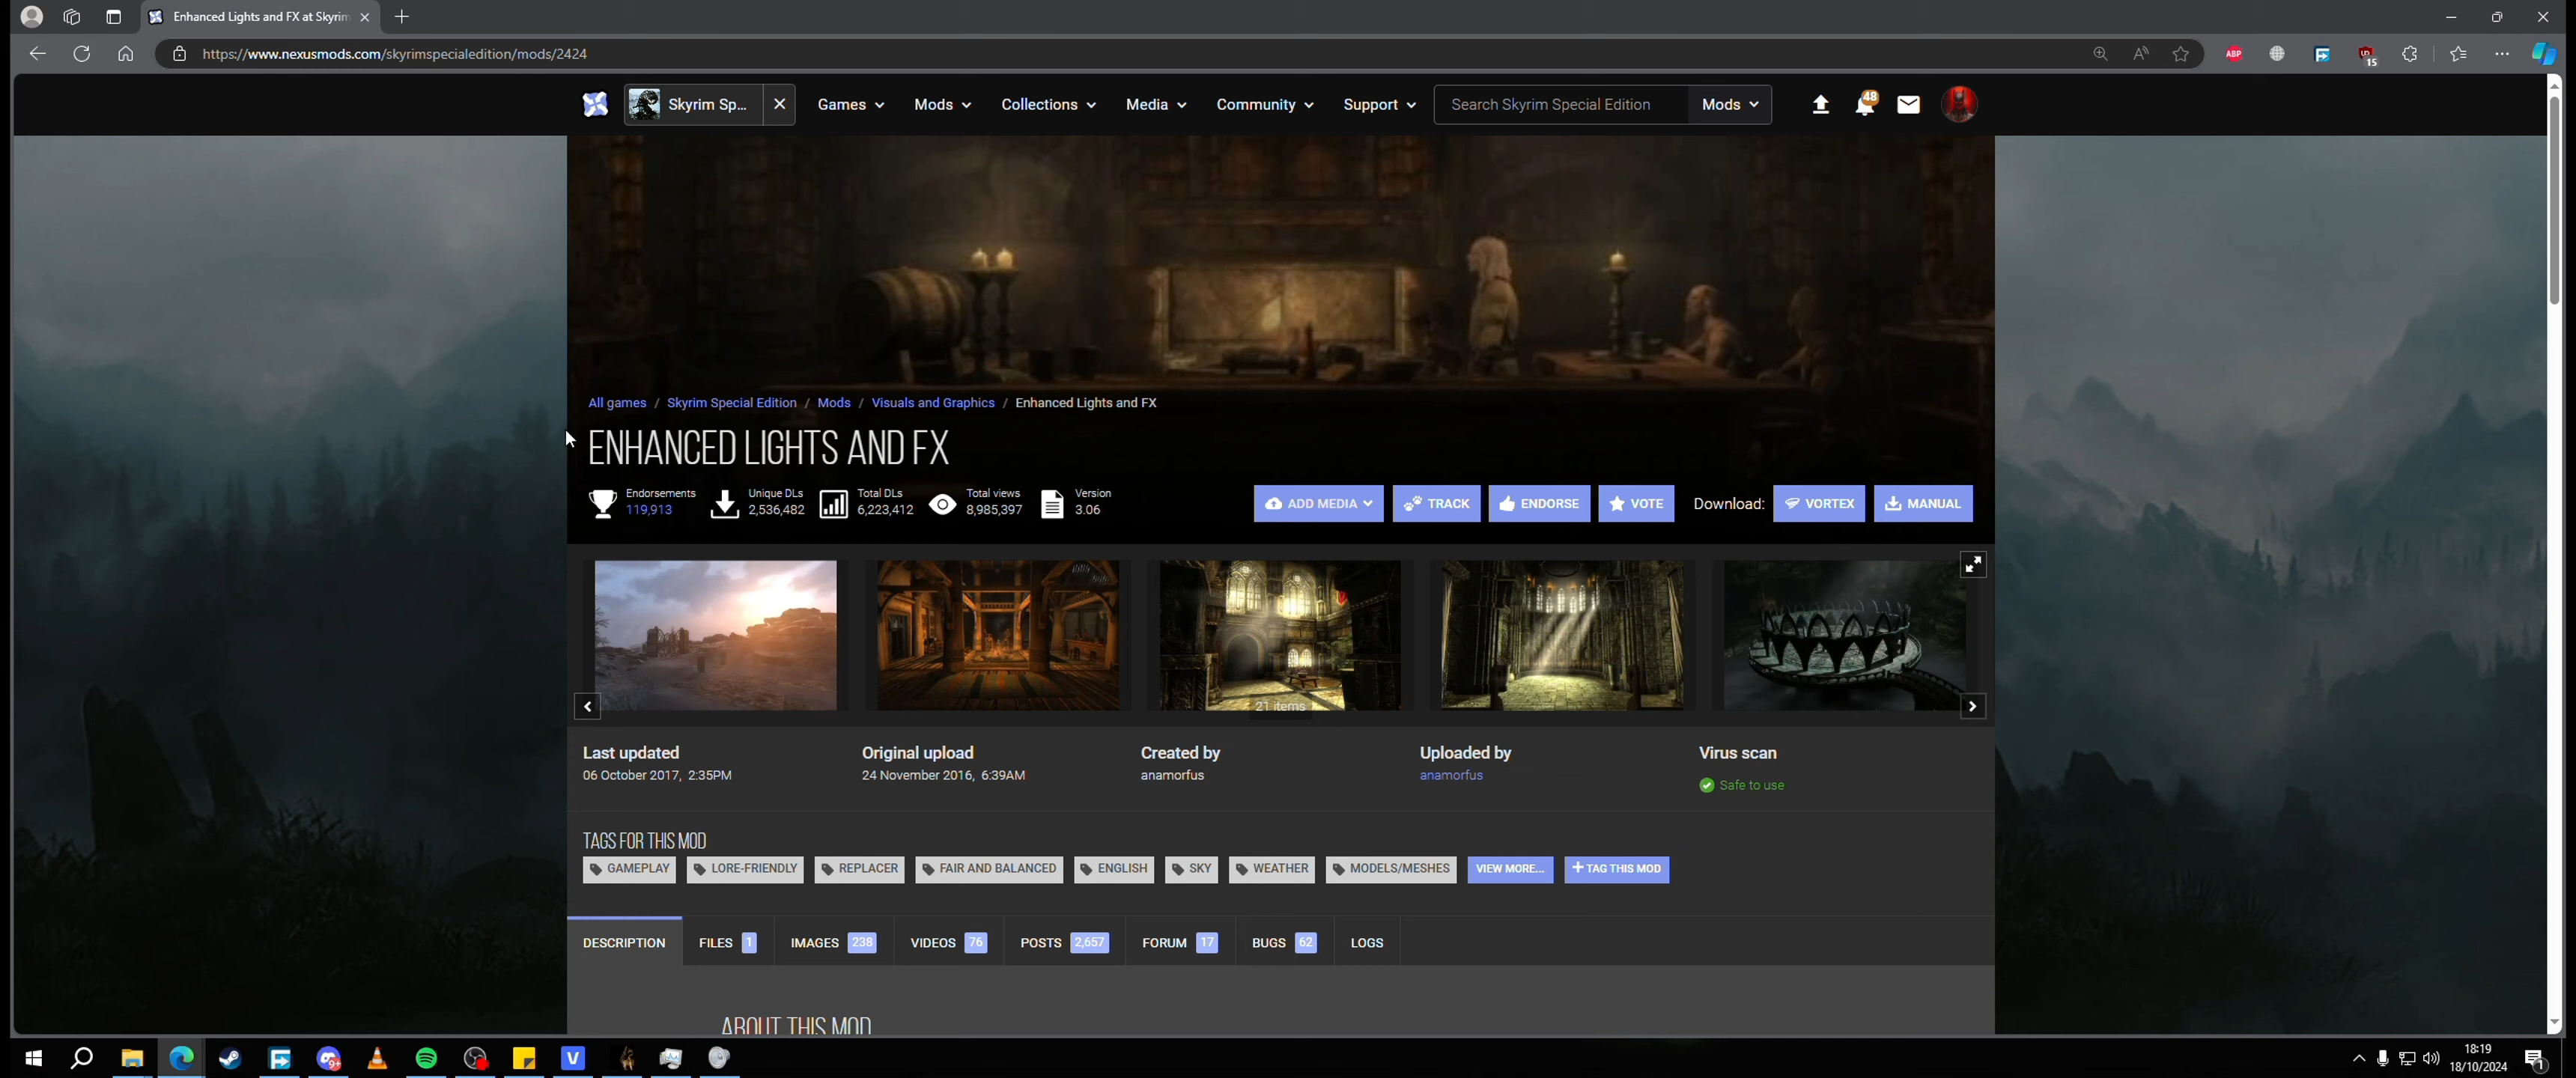 Enhanced Lights and FX at Skyrim
https://www.nexusmods.com/skyrimspecialedition/mods/2424
ABP
15
Skyrim Sp...
Games
Mods
Collections
Media
Community
Support
Search Skyrim Special Edition
Mods
48
All games / Skyrim Special Edition / Mods / Visuals and Graphics / Enhanced Lights and FX
ENHANCED LIGHTS AND FX
Endorsements
119,913
Unique DLs
2,536,482
Total DLs
6,223,412
Total views
8,985,397
Version
3.06
ADD MEDIA
TRACK
ENDORSE
VOTE
Download:
VORTEX
MANUAL
21 items
Last updated
06 October 2017, 2:35PM
Original upload
24 November 2016, 6:39AM
Created by
anamorfus
Uploaded by
anamorfus
Virus scan
Safe to use
TAGS FOR THIS MOD
GAMEPLAY
LORE-FRIENDLY
REPLACER
FAIR AND BALANCED
ENGLISH
SKY
WEATHER
MODELS/MESHES
VIEW MORE...
+ TAG THIS MOD
DESCRIPTION
FILES 1
IMAGES 238
VIDEOS 76
POSTS 2,657
FORUM 17
BUGS 62
LOGS
ABOUT THIS MOD
9+
V
18:19
18/10/2024
1